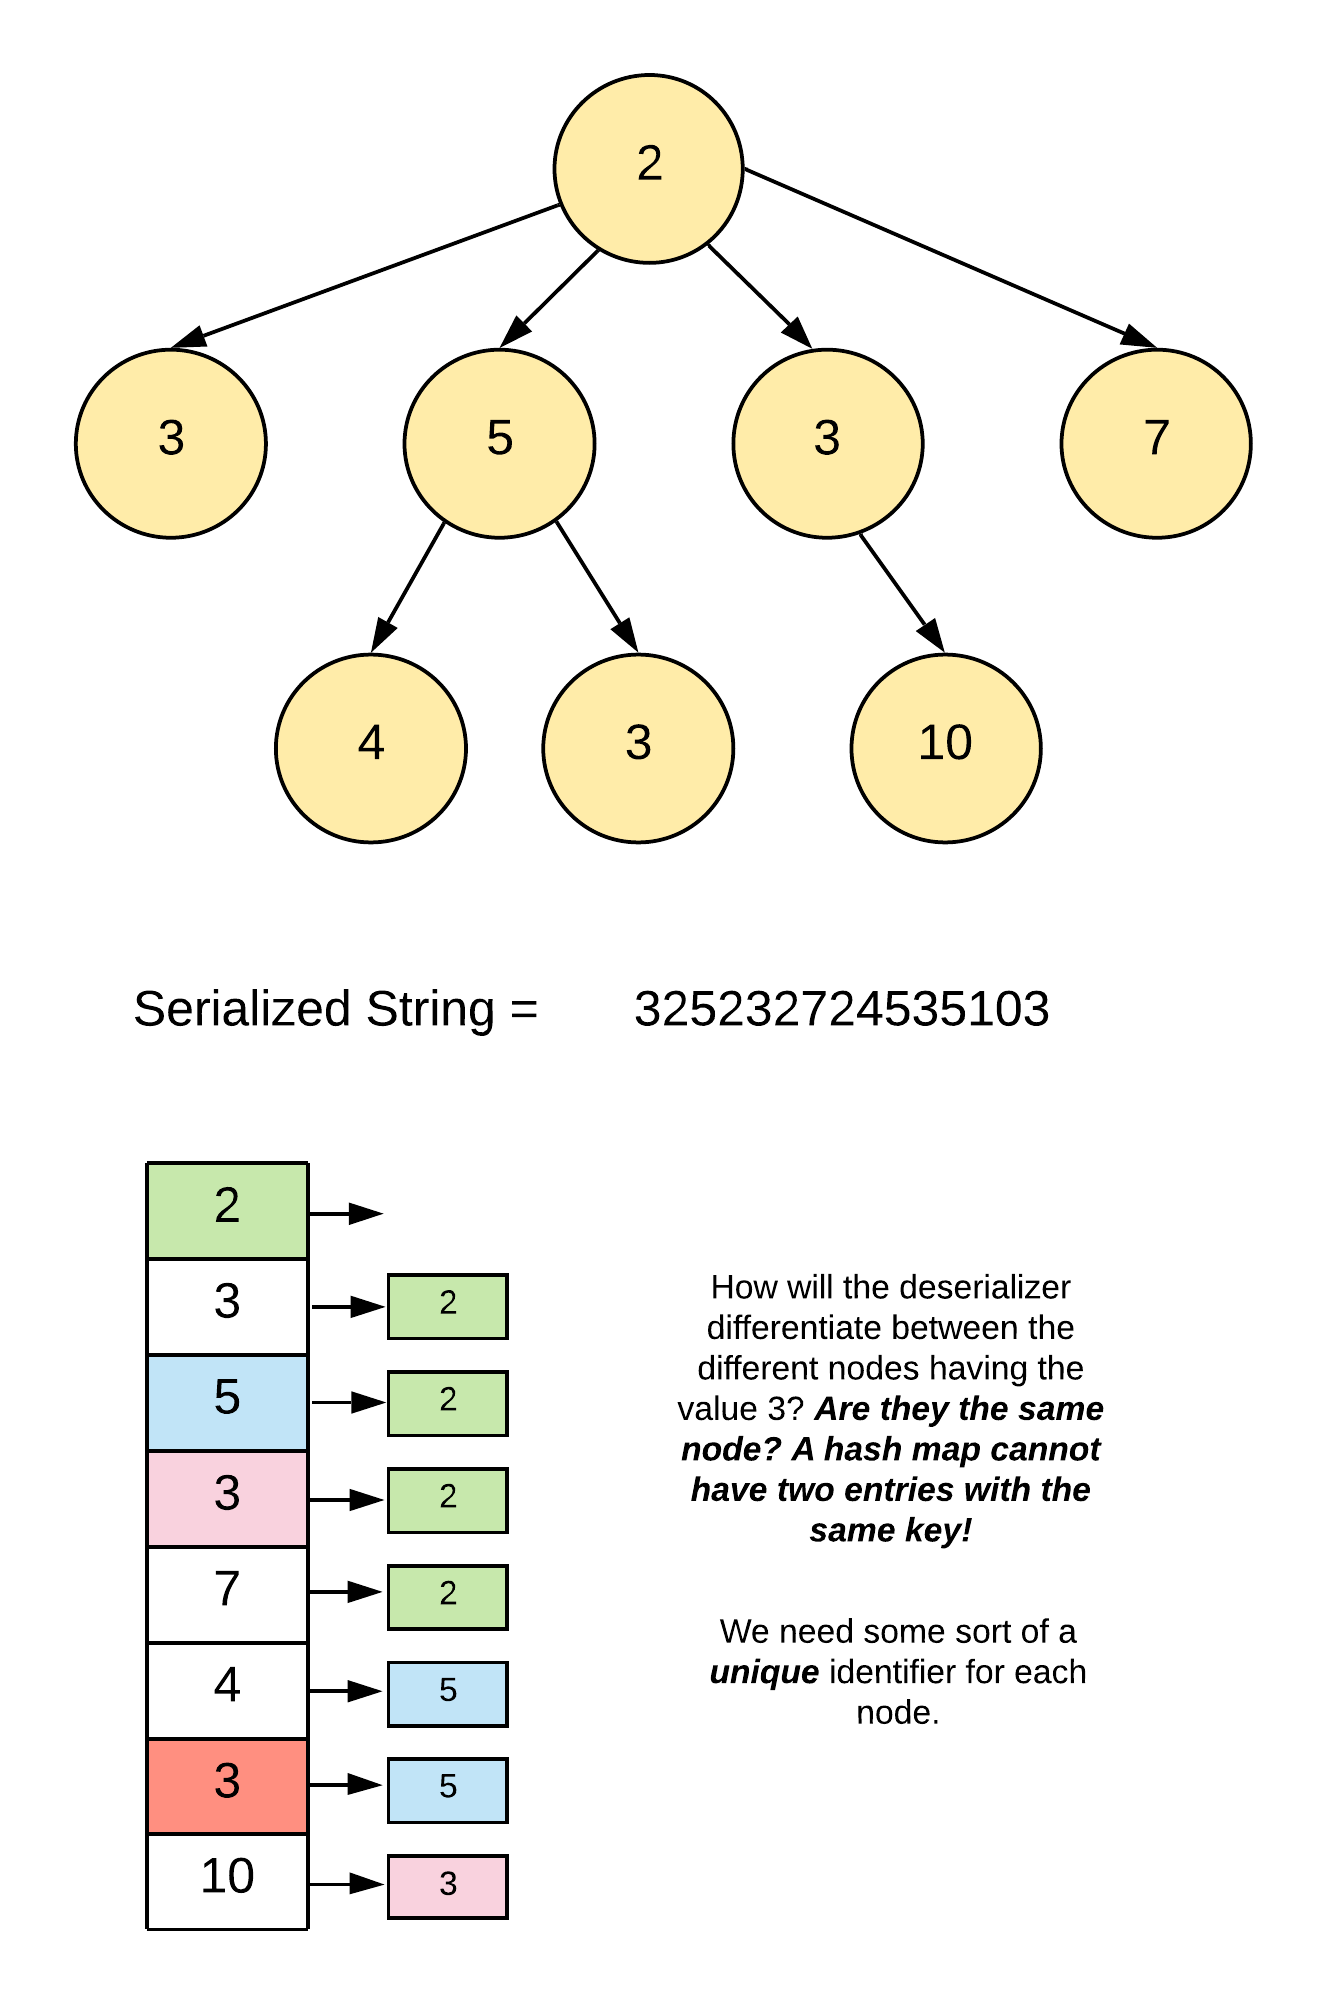 2
3
5
3
7
4
3
10
Serialized String = 325232724535103
2
3
2
5
2
3
2
7
2
4
5
3
5
10
3
How will the deserializer
differentiate between the
different nodes having the
value 3? Are they the same
node? A hash map cannot
have two entries with the
same key!
We need some sort of a
unique identifier for each
node.